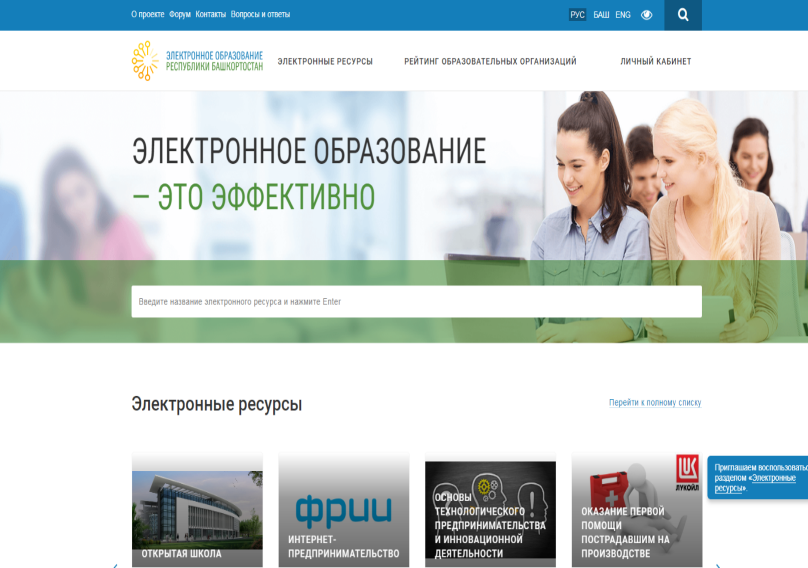 О проекте Форум Контакты Вопросы и ответы
РУС БАШ ENG
ЭЛЕКТРОННОЕ ОБРАЗОВАНИЕ
РЕСПУБЛИКИ БАШКОРТОСТАН
ЭЛЕКТРОННЫЕ РЕСУРСЫ
РЕЙТИНГ ОБРАЗОВАТЕЛЬНЫХ ОРГАНИЗАЦИЙ
ЛИЧНЫЙ КАБИНЕТ
ЭЛЕКТРОННОЕ ОБРАЗОВАНИЕ
– ЭТО ЭФФЕКТИВНО
Введите название электронного ресурса и нажмите Enter
Электронные ресурсы
Перейти к полному списку
ОТКРЫТАЯ ШКОЛА
фрии
ИНТЕРНЕТ-
ПРЕДПРИНИМАТЕЛЬСТВО
ОСНОВЫ
ТЕХНОЛОГИЧЕСКОГО
ПРЕДПРИНИМАТЕЛЬСТВА
И ИННОВАЦИОННОЙ
ДЕЯТЕЛЬНОСТИ
ЛУКОЙЛ
ОКАЗАНИЕ ПЕРВОЙ
ПОМОЩИ
ПОСТРАДАВШИМ НА
ПРОИЗВОДСТВЕ
Приглашаем воспользоватьс
разделом «Электронные
ресурсы».